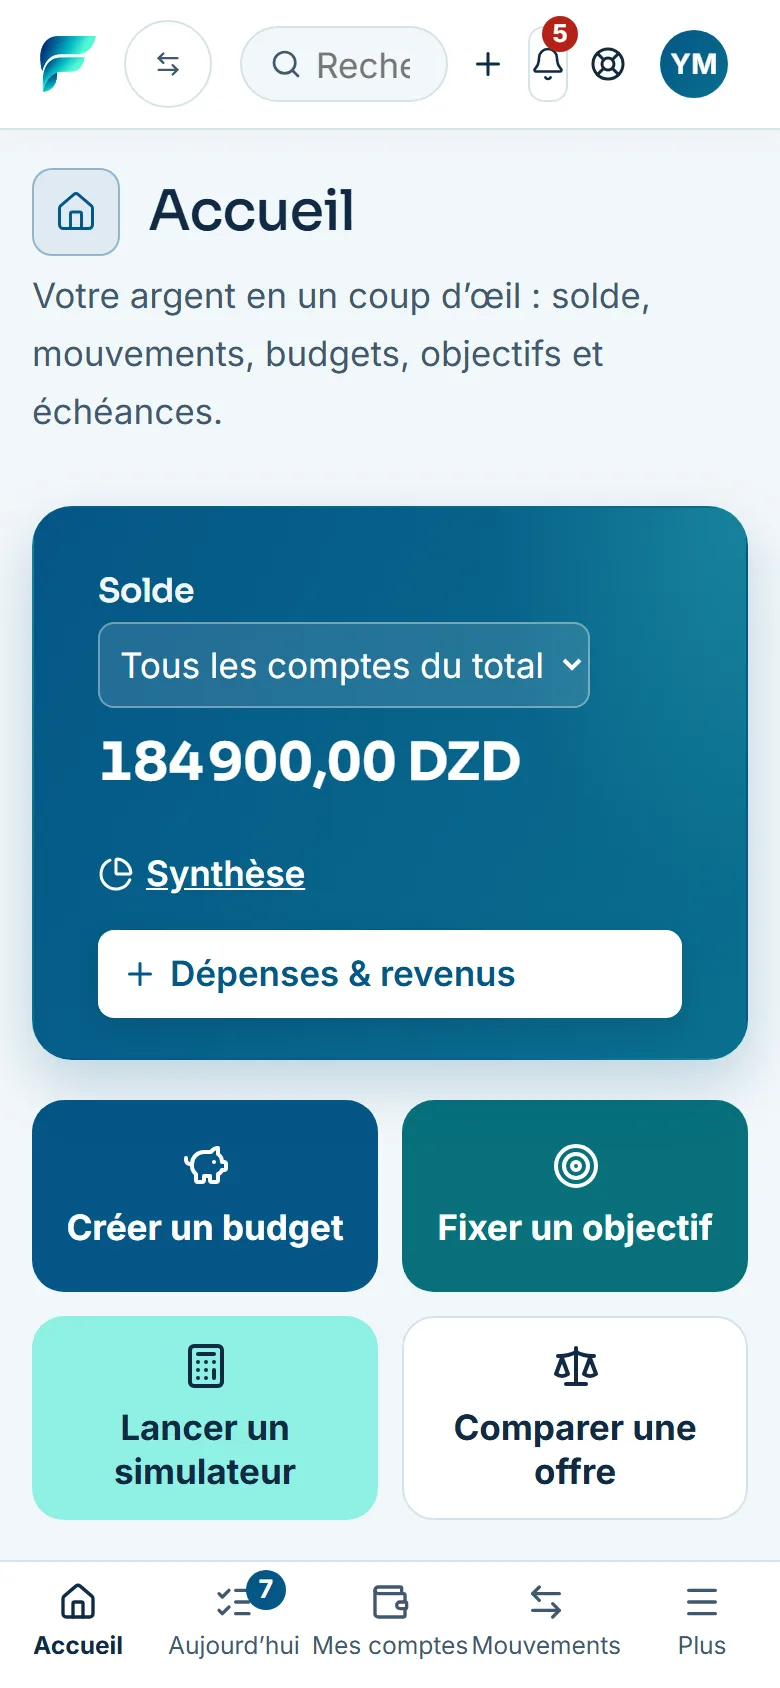 Reche
5
YM
Accueil
Votre argent en un coup d’œil : solde,
mouvements, budgets, objectifs et
échéances.
Solde
Tous les comptes du total
184 900,00 DZD
Synthèse
Dépenses & revenus
Créer un budget
Fixer un objectif
Lancer un
simulateur
Comparer une
offre
7
Accueil
Aujourd’hui
Mes comptes
Mouvements
Plus